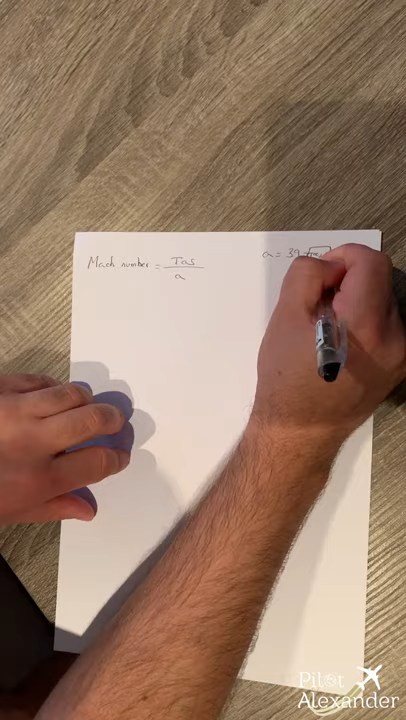 Mach number = Tas
a
a = 39
Pilot
Alexander